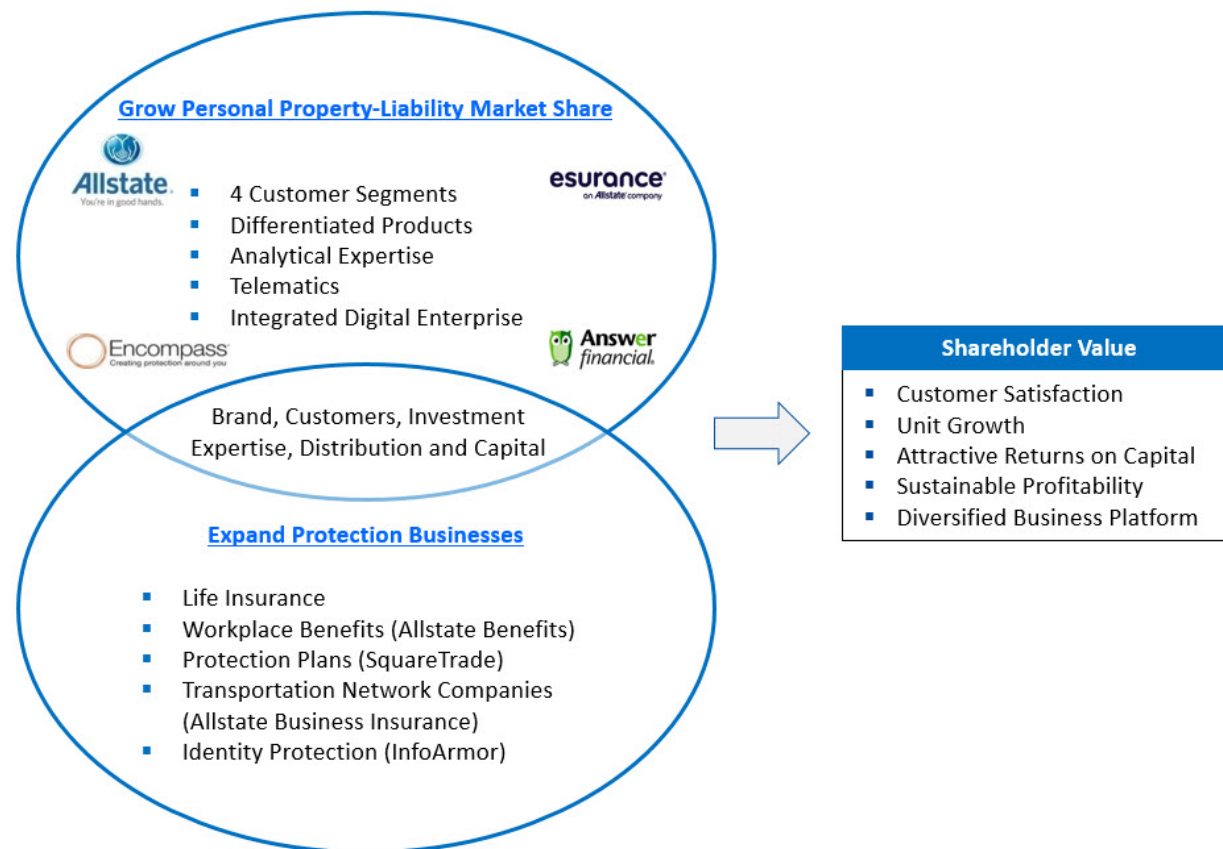 Grow Personal Property-Liability Market Share
Allstate.
You're in good hands.
esurance
an Allstate company
4 Customer Segments
Differentiated Products
Analytical Expertise
Telematics
Integrated Digital Enterprise
Encompass
Creating protection around you
Answer
financial.
Brand, Customers, Investment
Expertise, Distribution and Capital
Expand Protection Businesses
Life Insurance
Workplace Benefits (Allstate Benefits)
Protection Plans (SquareTrade)
Transportation Network Companies
(Allstate Business Insurance)
Identity Protection (InfoArmor)
Shareholder Value
Customer Satisfaction
Unit Growth
Attractive Returns on Capital
Sustainable Profitability
Diversified Business Platform